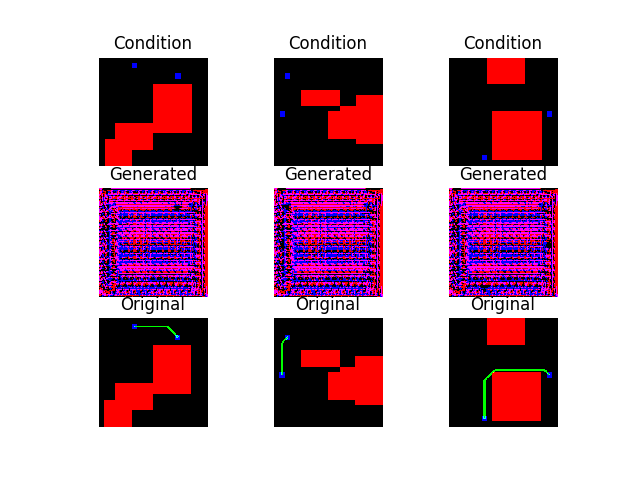 Condition Condition Condition
Generated Generated Generated
Original Original Original